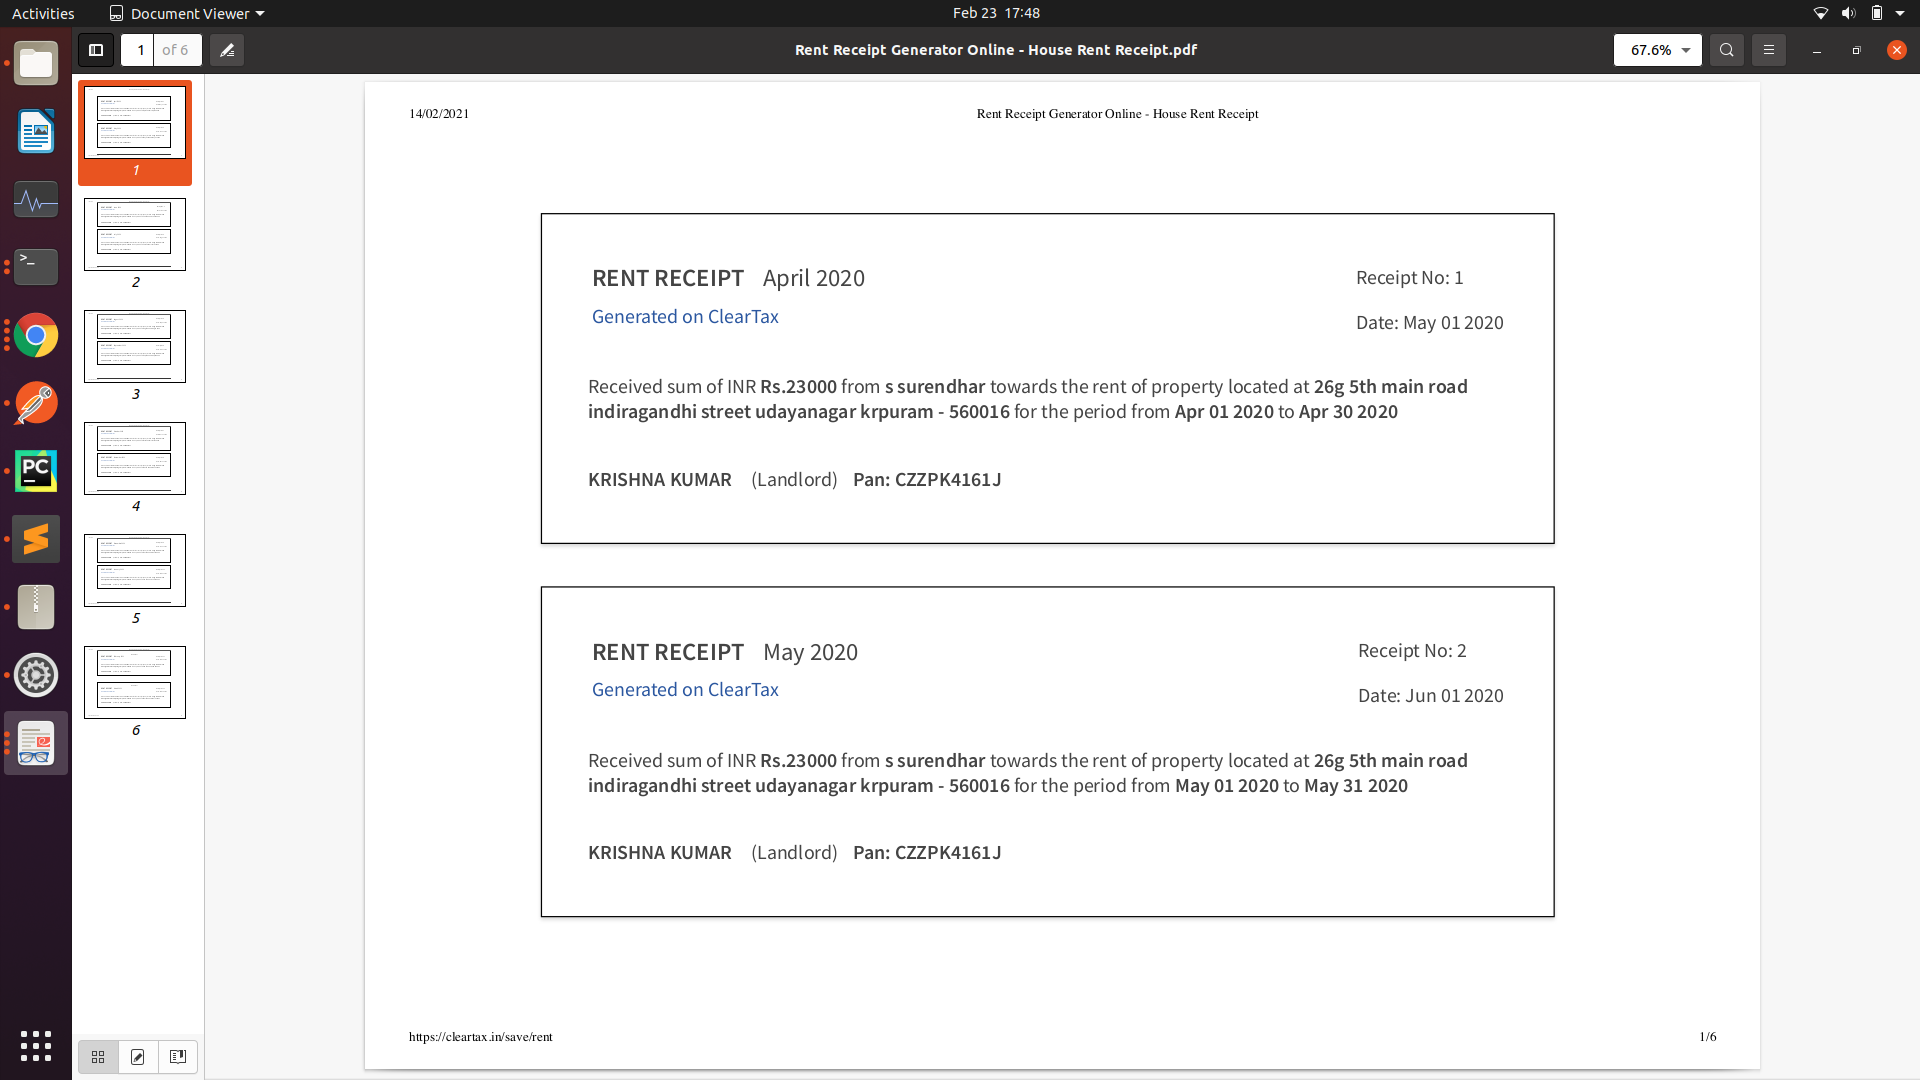 Activities
Document Viewer
Feb 23 17:48
1 of 6
Rent Receipt Generator Online - House Rent Receipt.pdf
67.6%
1
2
3
4
5
6
14/02/2021
Rent Receipt Generator Online - House Rent Receipt
RENT RECEIPT April 2020
Receipt No: 1
Generated on ClearTax
Date: May 01 2020
Received sum of INR Rs.23000 from s surendhar towards the rent of property located at 26g 5th main road
indiragandhi street udayanagar krpuram - 560016 for the period from Apr 01 2020 to Apr 30 2020
KRISHNA KUMAR (Landlord) Pan: CZZPK4161J
RENT RECEIPT May 2020
Receipt No: 2
Generated on ClearTax
Date: Jun 01 2020
Received sum of INR Rs.23000 from s surendhar towards the rent of property located at 26g 5th main road
indiragandhi street udayanagar krpuram - 560016 for the period from May 01 2020 to May 31 2020
KRISHNA KUMAR (Landlord) Pan: CZZPK4161J
https://cleartax.in/save/rent
1/6
PC
>_